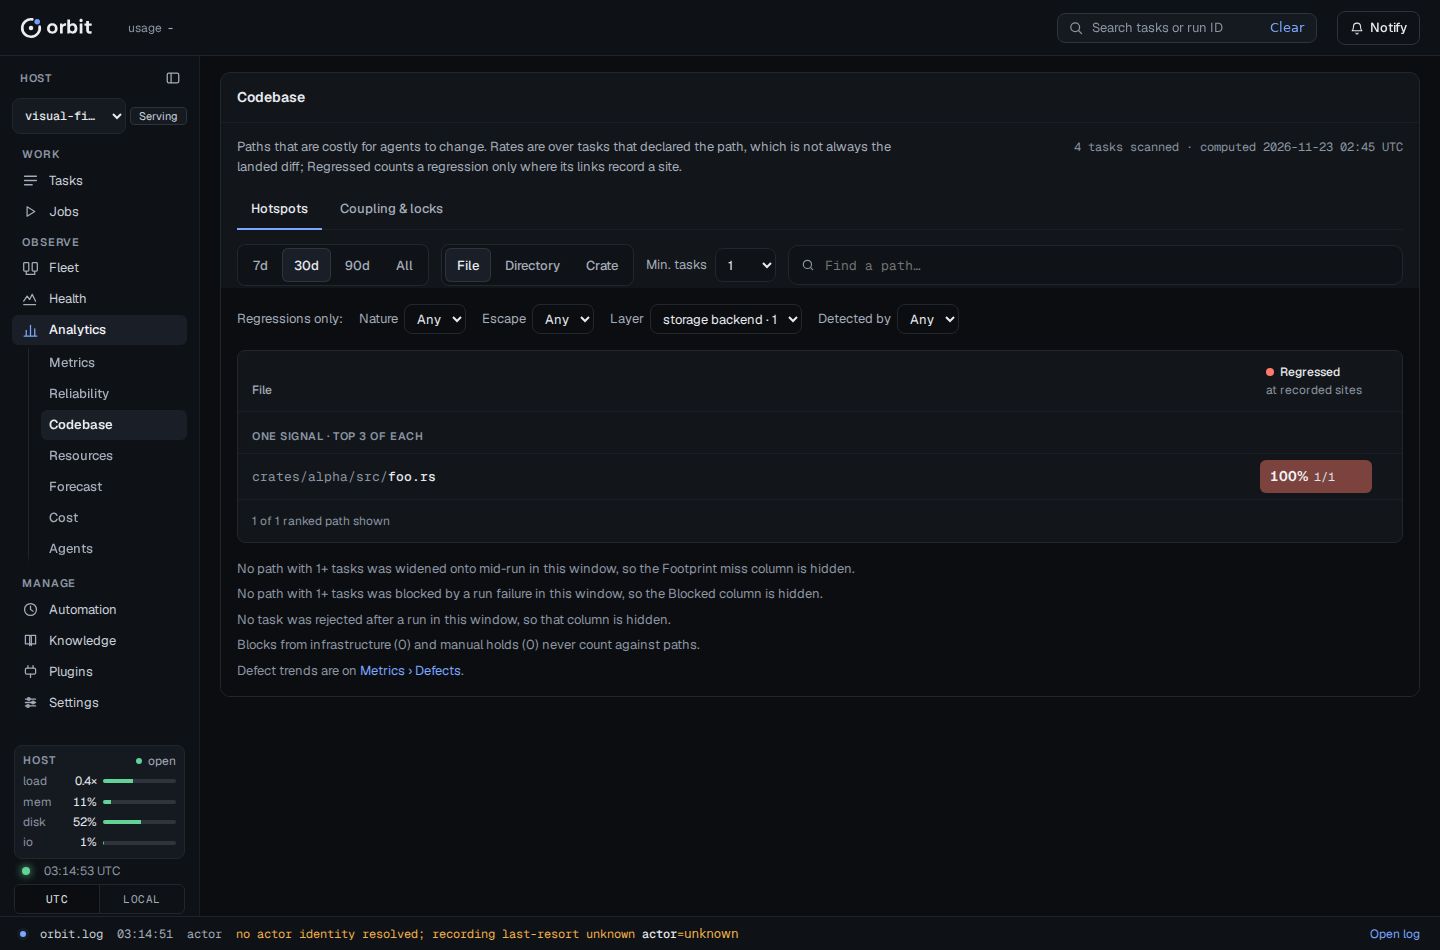 orbit
usage -
Search tasks or run ID
Clear
Notify
HOST
visual-fi…
Serving
WORK
Tasks
Jobs
OBSERVE
Fleet
Health
Analytics
Metrics
Reliability
Codebase
Resources
Forecast
Cost
Agents
MANAGE
Automation
Knowledge
Plugins
Settings
HOST
open
load 0.4×
mem 11%
disk 52%
io 1%
03:14:53 UTC
UTC
LOCAL
Codebase
Paths that are costly for agents to change. Rates are over tasks that declared the path, which is not always the
landed diff; Regressed counts a regression only where its links record a site.
4 tasks scanned · computed 2026-11-23 02:45 UTC
Hotspots
Coupling & locks
7d 30d 90d All
File Directory Crate
Min. tasks 1
Find a path…
Regressions only: Nature Any Escape Any Layer storage backend · 1 Detected by Any
File
Regressed
at recorded sites
ONE SIGNAL · TOP 3 OF EACH
crates/alpha/src/foo.rs
100% 1/1
1 of 1 ranked path shown
No path with 1+ tasks was widened onto mid-run in this window, so the Footprint miss column is hidden.
No path with 1+ tasks was blocked by a run failure in this window, so the Blocked column is hidden.
No task was rejected after a run in this window, so that column is hidden.
Blocks from infrastructure (0) and manual holds (0) never count against paths.
Defect trends are on Metrics › Defects.
orbit.log 03:14:51 actor no actor identity resolved; recording last-resort unknown actor=unknown
Open log